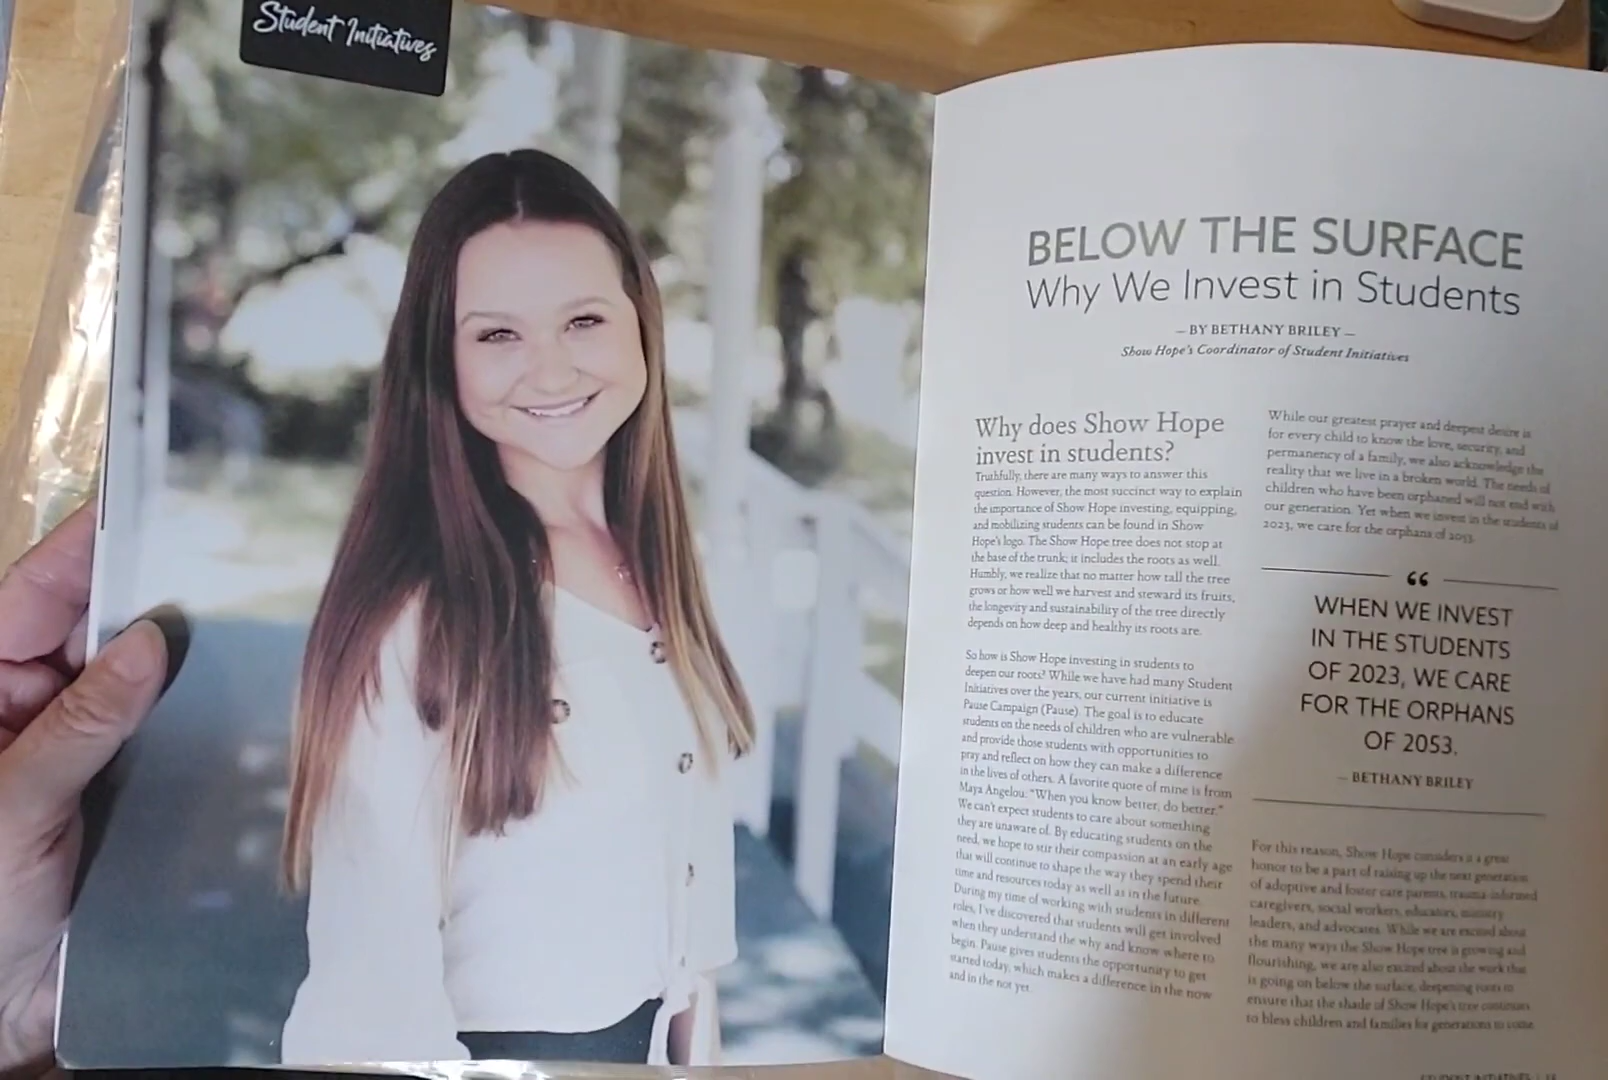 Student Initiatives
BELOW THE SURFACE
Why We Invest in Students
– BY BETHANY BRILEY –
Show Hope's Coordinator of Student Initiatives
Why does Show Hope
invest in students?
Truthfully, there are many ways to answer this
question. However, the most succinct way to explain
the importance of Show Hope investing, equipping,
and mobilizing students can be found in Show
Hope's logo. The Show Hope tree does not stop at
the base of the trunk; it includes the roots as well.
Humbly, we realize that no matter how tall the tree
grows or how well we harvest and steward its fruits,
the longevity and sustainability of the tree directly
depends on how deep and healthy its roots are.
So how is Show Hope investing in students to
deepen our roots? While we have had many Student
Initiatives over the years, our current initiative is
Pause Campaign (Pause). The goal is to educate
students on the needs of children who are vulnerable
and provide those students with opportunities to
pray and reflect on how they can make a difference
in the lives of others. A favorite quote of mine is from
Maya Angelou: "When you know better, do better."
We can't expect students to care about something
they are unaware of. By educating students on the
need, we hope to stir their compassion at an early age
that will continue to shape the way they spend their
time and resources today as well as in the future.
During my time of working with students in different
roles, I've discovered that students will get involved
when they understand the why and know where to
begin. Pause gives students the opportunity to get
started today, which makes a difference in the now
and in the not yet.
While our greatest prayer and deepest desire is
for every child to know the love, security, and
permanency of a family, we also acknowledge the
reality that we live in a broken world. The needs of
children who have been orphaned will not end with
our generation. Yet when we invest in the students of
2023, we care for the orphans of 2053.
“
WHEN WE INVEST
IN THE STUDENTS
OF 2023, WE CARE
FOR THE ORPHANS
OF 2053.
– BETHANY BRILEY
For this reason, Show Hope considers it a great
honor to be a part of raising up the next generation
of adoptive and foster care parents, trauma-informed
caregivers, social workers, educators, ministry
leaders, and advocates. While we are excited about
the many ways the Show Hope tree is growing and
flourishing, we are also excited about the work that
is going on below the surface, deepening roots to
ensure that the shade of Show Hope's tree continues
to bless children and families for generations to come.
STUDENT INITIATIVES |